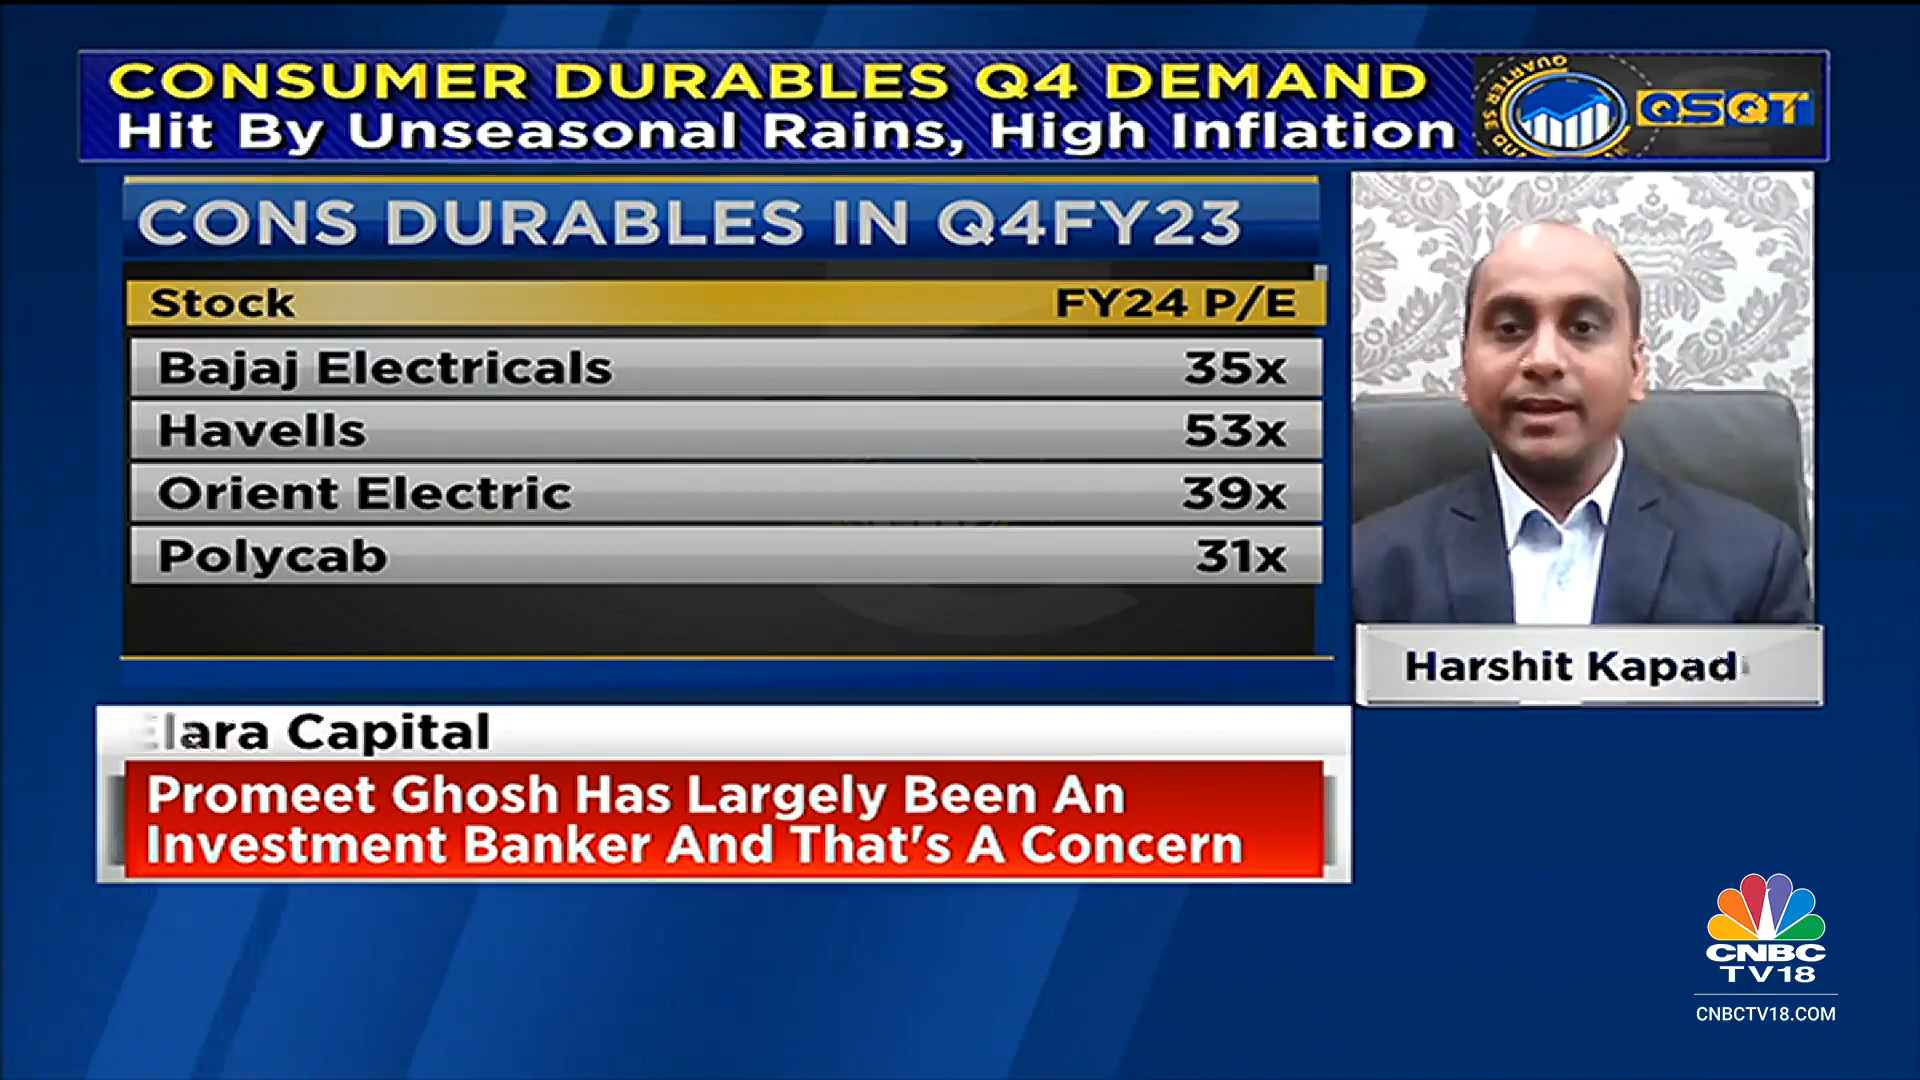 CONSUMER DURABLES Q4 DEMAND
Hit By Unseasonal Rains, High Inflation
QSQT
CONS DURABLES IN Q4FY23
Stock FY24 P/E
Bajaj Electricals 35x
Havells 53x
Orient Electric 39x
Polycab 31x
Harshit Kapad
Elara Capital
Promeet Ghosh Has Largely Been An
Investment Banker And That's A Concern
CNBC
TV18
CNBCTV18.COM